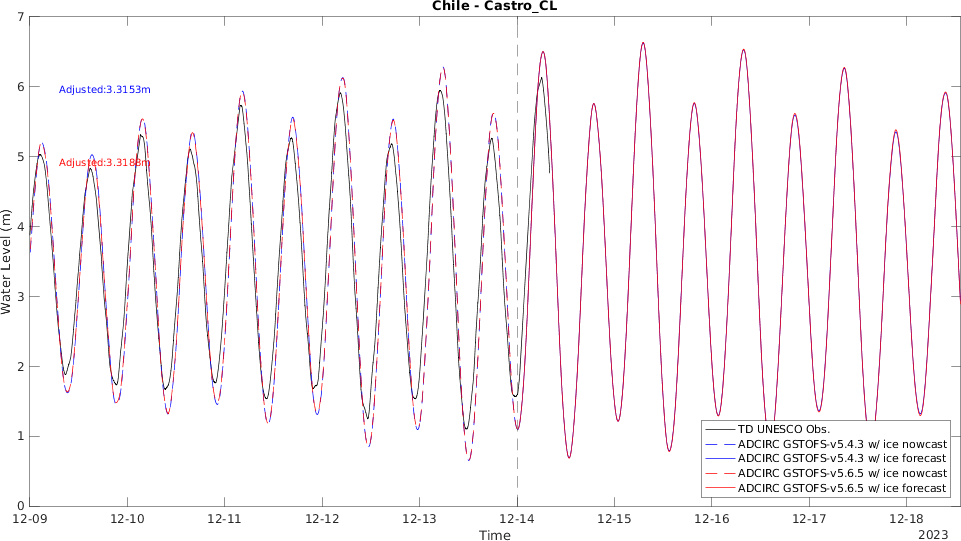 Chile - Castro_CL
7
6
5
4
3
2
1
0
Water Level (m)
Adjusted:3.3153m
Adjusted:3.3183m
TD UNESCO Obs.
ADCIRC GSTOFS-v5.4.3 w/ ice nowcast
ADCIRC GSTOFS-v5.4.3 w/ ice forecast
ADCIRC GSTOFS-v5.6.5 w/ ice nowcast
ADCIRC GSTOFS-v5.6.5 w/ ice forecast
12-09 12-10 12-11 12-12 12-13 12-14 12-15 12-16 12-17 12-18
Time
2023